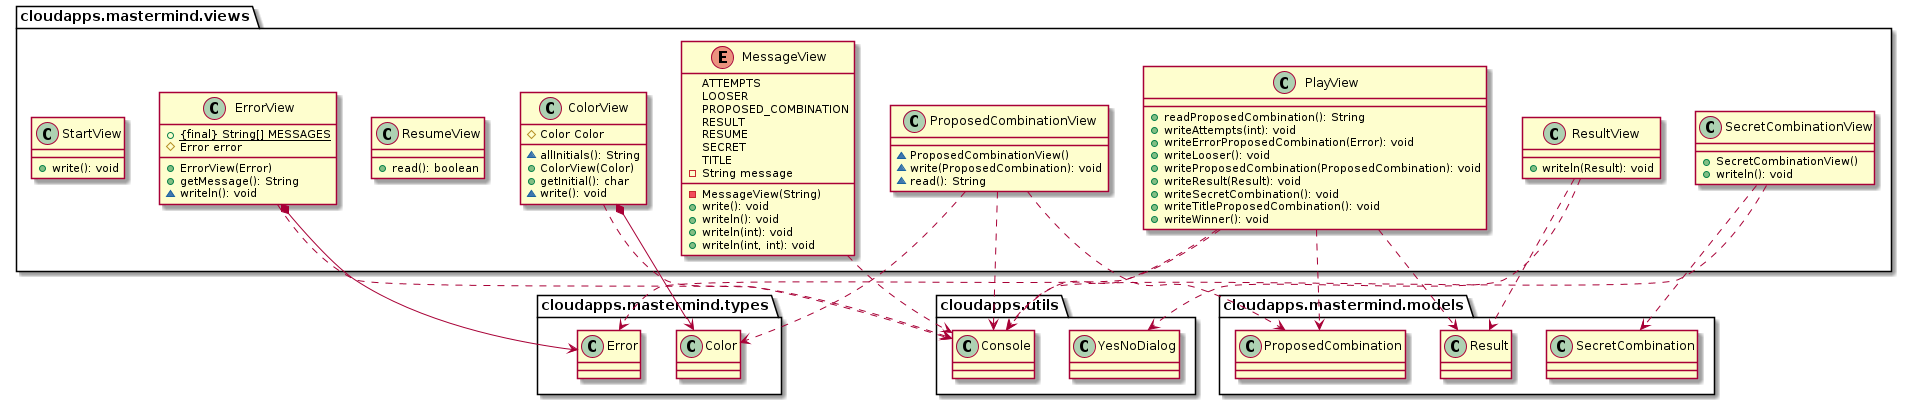 cloudapps.mastermind.views
C StartView
write(): void
C ErrorView
{final} String[] MESSAGES
Error error
ErrorView(Error)
getMessage(): String
writeln(): void
C ResumeView
read(): boolean
C ColorView
Color Color
allInitials(): String
ColorView(Color)
getInitial(): char
write(): void
E MessageView
ATTEMPTS
LOOSER
PROPOSED_COMBINATION
RESULT
RESUME
SECRET
TITLE
String message
MessageView(String)
write(): void
writeln(): void
writeln(int): void
writeln(int, int): void
C ProposedCombinationView
ProposedCombinationView()
write(ProposedCombination): void
read(): String
C PlayView
readProposedCombination(): String
writeAttempts(int): void
writeErrorProposedCombination(Error): void
writeLooser(): void
writeProposedCombination(ProposedCombination): void
writeResult(Result): void
writeSecretCombination(): void
writeTitleProposedCombination(): void
writeWinner(): void
C ResultView
writeln(Result): void
C SecretCombinationView
SecretCombinationView()
writeln(): void
cloudapps.mastermind.types
C Error
C Color
cloudapps.utils
C Console
C YesNoDialog
cloudapps.mastermind.models
C ProposedCombination
C Result
C SecretCombination